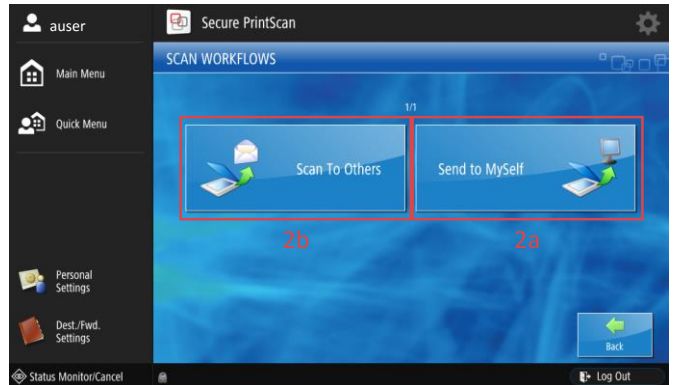 auser
Secure PrintScan
Main Menu
Quick Menu
SCAN WORKFLOWS
1/1
Scan To Others
Send to MySelf
2b
2a
Personal
Settings
Dest./Fwd.
Settings
Back
Status Monitor/Cancel
Log Out